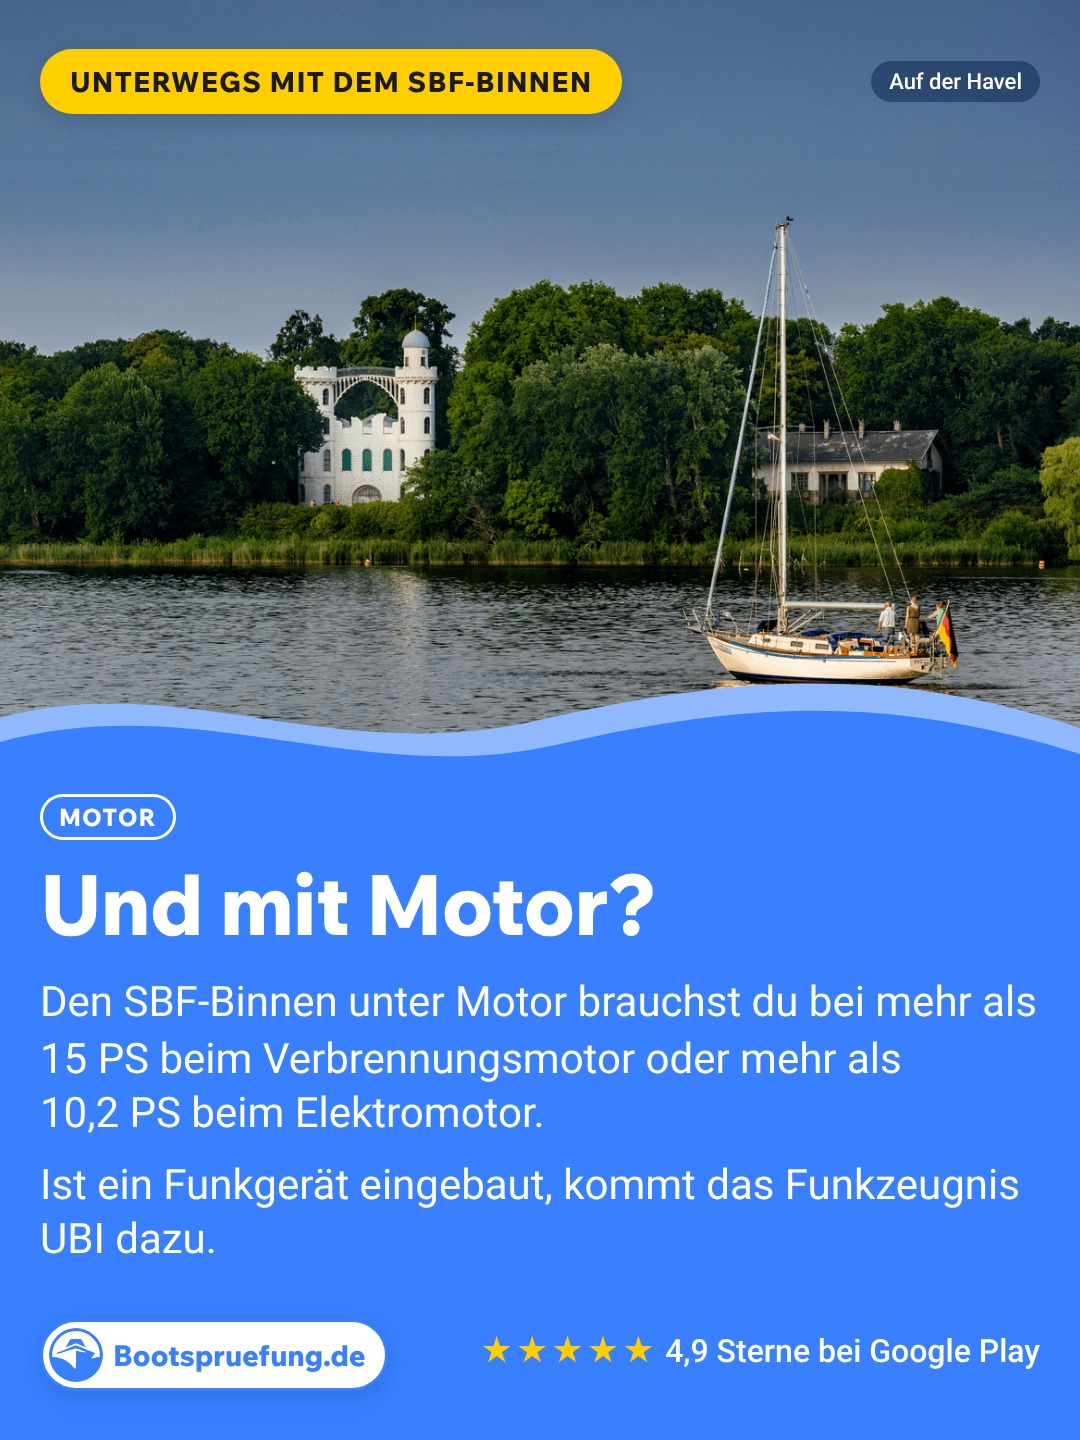 UNTERWEGS MIT DEM SBF-BINNEN
Auf der Havel
MOTOR
Und mit Motor?
Den SBF-Binnen unter Motor brauchst du bei mehr als
15 PS beim Verbrennungsmotor oder mehr als
10,2 PS beim Elektromotor.
Ist ein Funkgerät eingebaut, kommt das Funkzeugnis
UBI dazu.
Bootspruefung.de
★★★★★ 4,9 Sterne bei Google Play